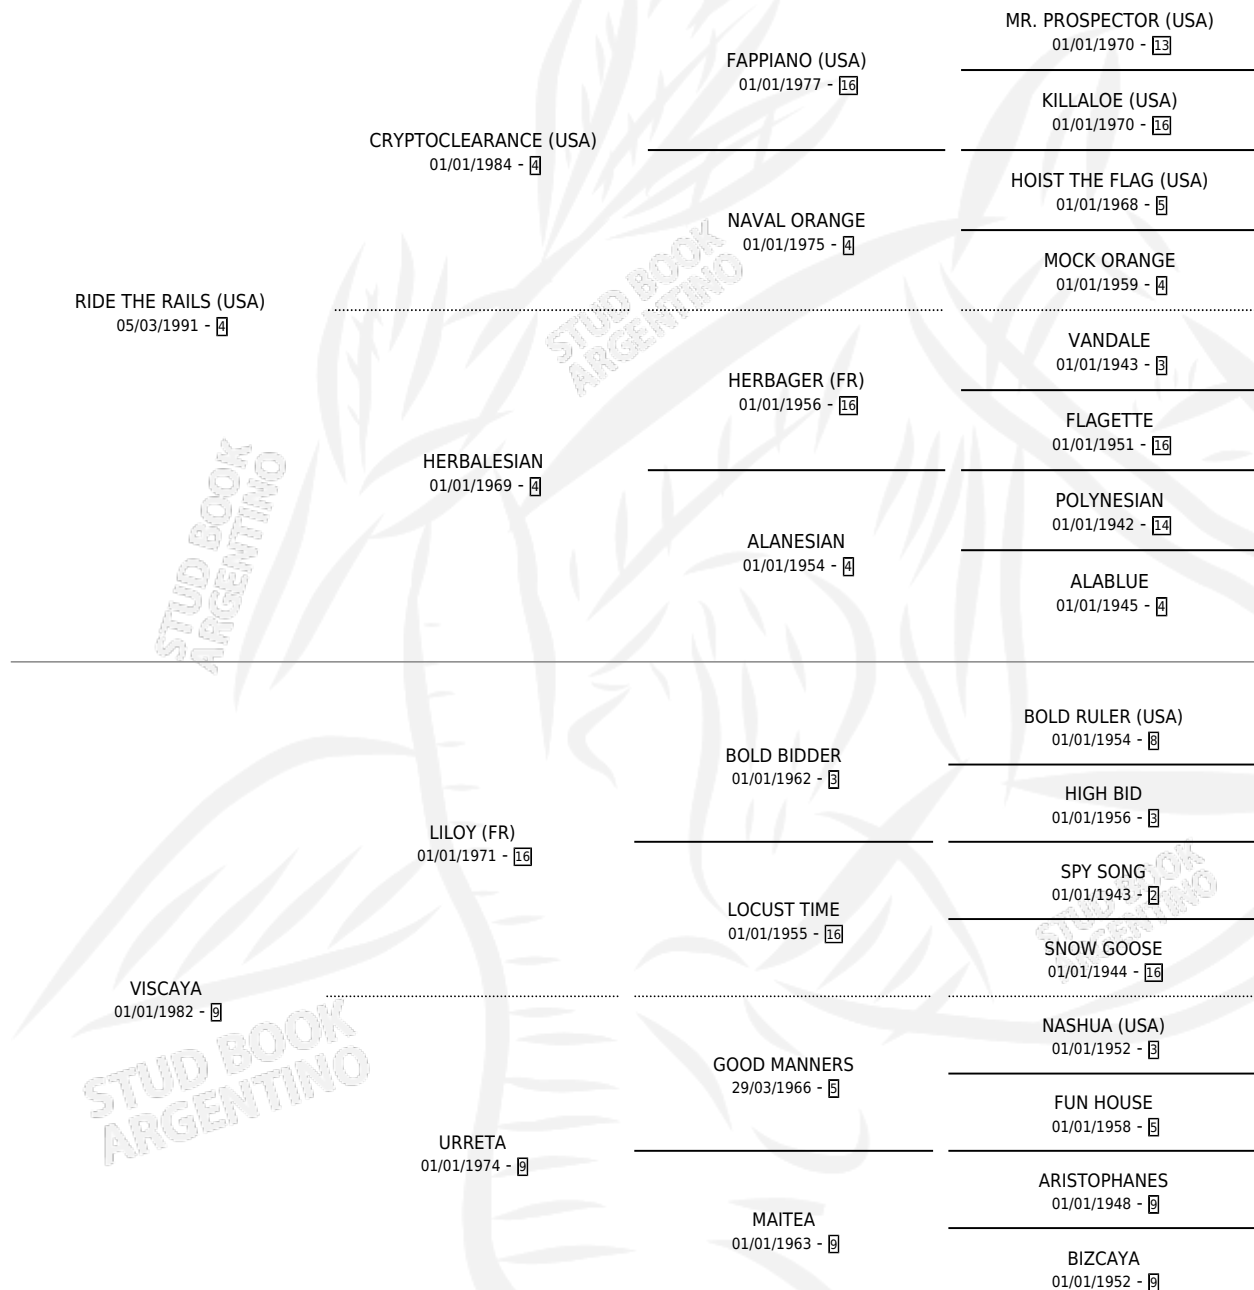 MR. PROSPECTOR (USA)
01/01/1970 - 13
FAPPIANO (USA)
01/01/1977 - 16
KILLALOE (USA)
01/01/1970 - 16
CRYPTOCLEARANCE (USA)
01/01/1984 - 4
HOIST THE FLAG (USA)
01/01/1968 - 5
NAVAL ORANGE
01/01/1975 - 4
MOCK ORANGE
01/01/1959 - 4
RIDE THE RAILS (USA)
05/03/1991 - 4
STUD BOOK
ARGENTINO
VANDALE
01/01/1943 - 3
HERBAGER (FR)
01/01/1956 - 16
FLAGETTE
01/01/1951 - 16
HERBALESIAN
01/01/1969 - 4
POLYNESIAN
01/01/1942 - 14
ALANESIAN
01/01/1954 - 4
ALABLUE
01/01/1945 - 4
STUD BOOK
ARGENTINO
BOLD RULER (USA)
01/01/1954 - 8
BOLD BIDDER
01/01/1962 - 3
HIGH BID
01/01/1956 - 3
LILOY (FR)
01/01/1971 - 16
SPY SONG
01/01/1943 - 2
LOCUST TIME
01/01/1955 - 16
SNOW GOOSE
01/01/1944 - 16
STUD BOOK
ARGENTINO
VISCAYA
01/01/1982 - 9
NASHUA (USA)
01/01/1952 - 3
GOOD MANNERS
29/03/1966 - 5
FUN HOUSE
01/01/1958 - 5
STUD BOOK
ARGENTINO
URRETA
01/01/1974 - 9
ARISTOPHANES
01/01/1948 - 9
MAITEA
01/01/1963 - 9
BIZCAYA
01/01/1952 - 9